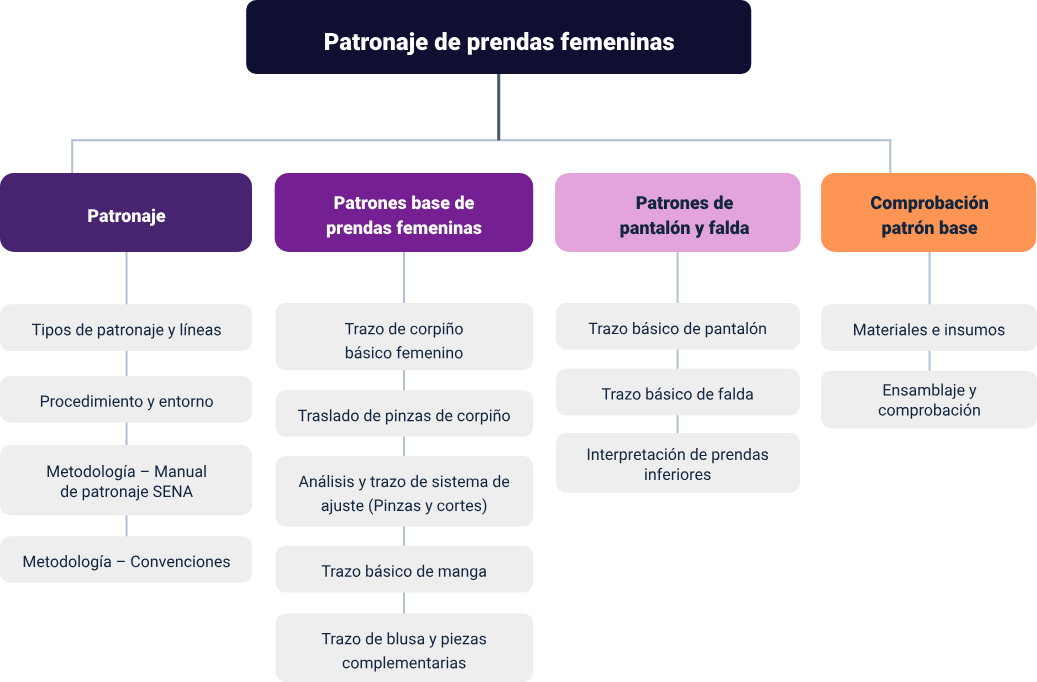 Patronaje de prendas femeninas
Patronaje
Tipos de patronaje y líneas
Procedimiento y entorno
Metodología – Manual
de patronaje SENA
Metodología – Convenciones
Patrones base de
prendas femeninas
Trazo de corpiño
básico femenino
Traslado de pinzas de corpiño
Análisis y trazo de sistema de
ajuste (Pinzas y cortes)
Trazo básico de manga
Trazo de blusa y piezas
complementarias
Patrones de
pantalón y falda
Trazo básico de pantalón
Trazo básico de falda
Interpretación de prendas
inferiores
Comprobación
patrón base
Materiales e insumos
Ensamblaje y
comprobación